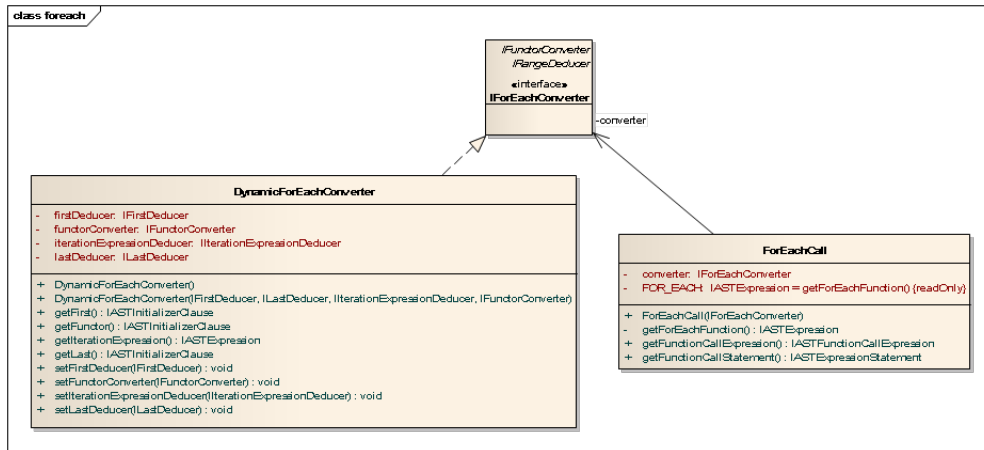 class foreach
IFunctorConverter
IRangeDeducer
«interface»
IForEachConverter
-converter
DynamicForEachConverter
- firstDeducer: IFirstDeducer
- functorConverter: IFunctorConverter
- iterationExpressionDeducer: IIterationExpressionDeducer
- lastDeducer: ILastDeducer
+ DynamicForEachConverter()
+ DynamicForEachConverter(IFirstDeducer, ILastDeducer, IIterationExpressionDeducer, IFunctorConverter)
+ getFirst() : IASTInitializerClause
+ getFunctor() : IASTInitializerClause
+ getIterationExpression() : IASTExpression
+ getLast() : IASTInitializerClause
+ setFirstDeducer(IFirstDeducer) : void
+ setFunctorConverter(IFunctorConverter) : void
+ setIterationExpressionDeducer(IIterationExpressionDeducer) : void
+ setLastDeducer(ILastDeducer) : void
ForEachCall
- converter: IForEachConverter
- FOR_EACH: IASTExpression = getForEachFunction() {readOnly}
+ ForEachCall(IForEachConverter)
- getForEachFunction() : IASTExpression
+ getFunctionCallExpression() : IASTFunctionCallExpression
+ getFunctionCallStatement() : IASTExpressionStatement